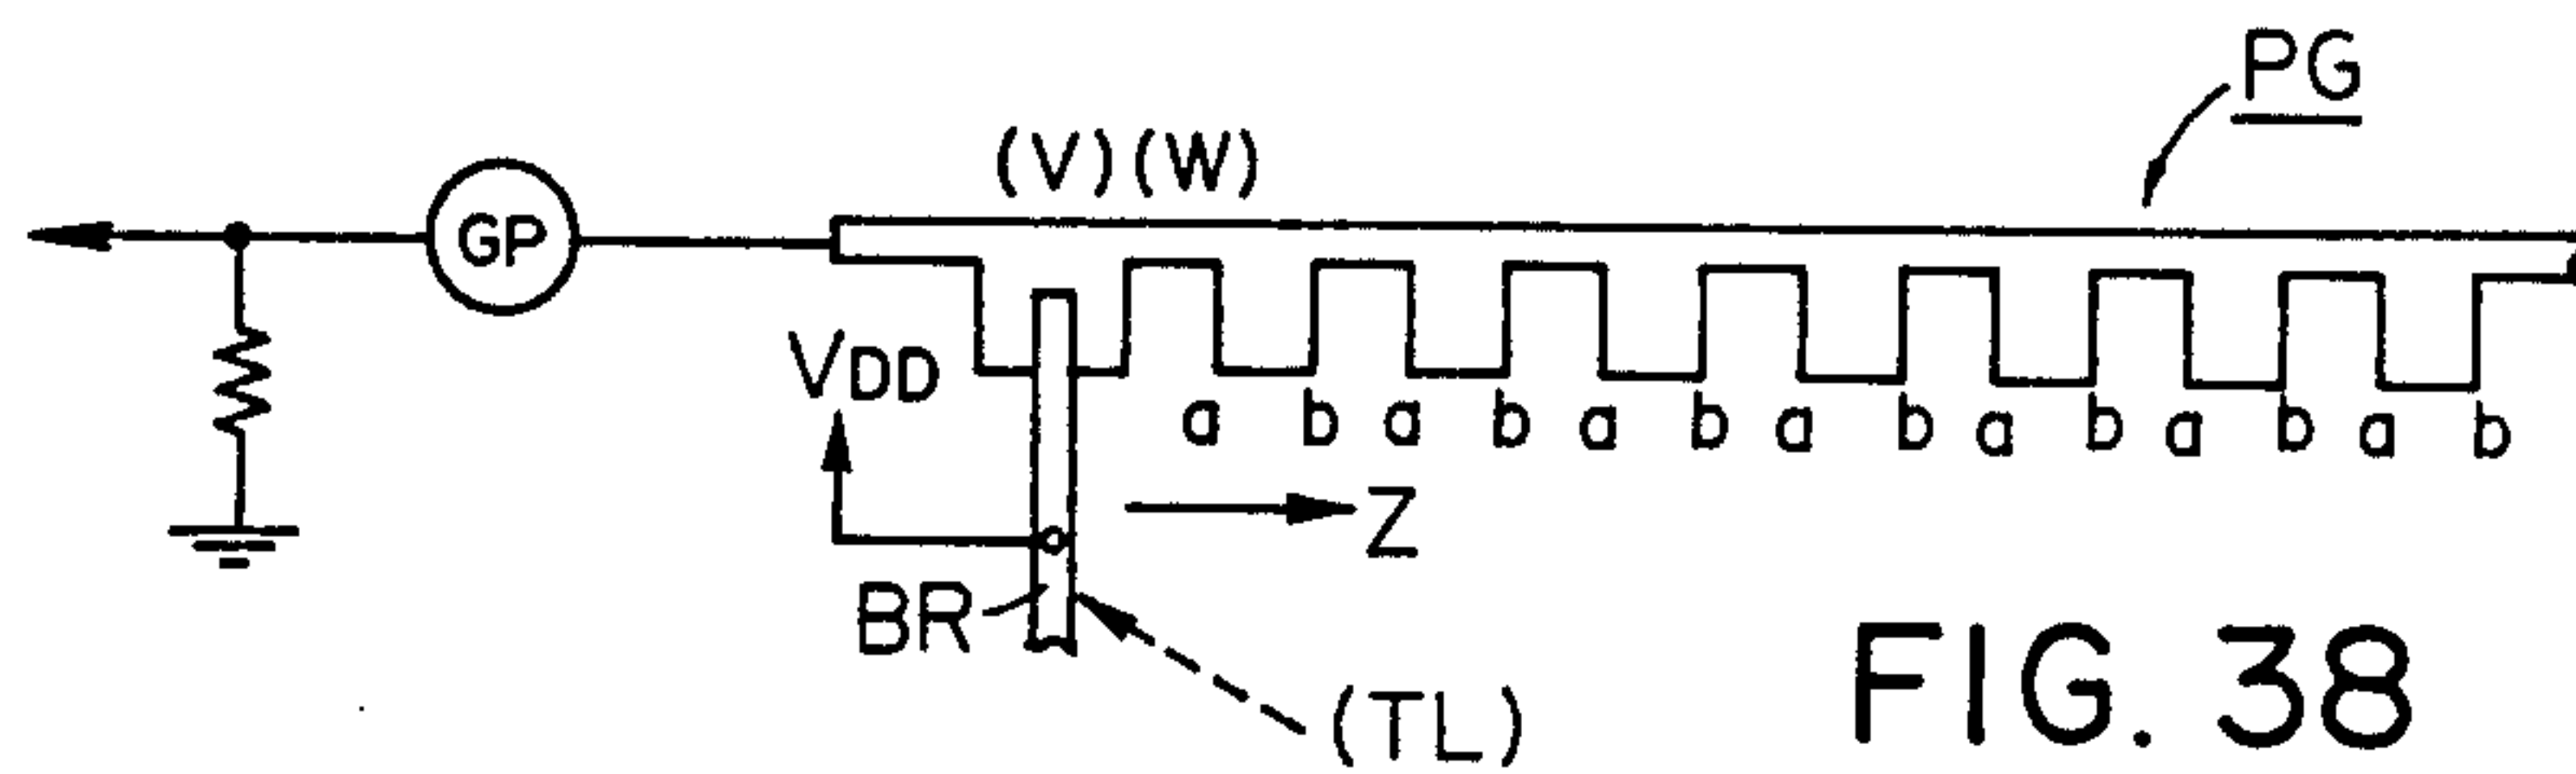 PG
(V)(W)
GP
VDD
a b a b a b a b a b a b a b
Z
BR
(TL)
FIG. 38